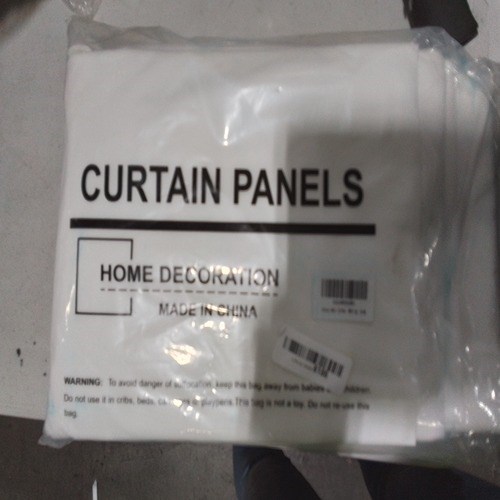 CURTAIN PANELS
HOME DECORATION
MADE IN CHINA
WARNING: To avoid danger of suffocation, keep this bag away from babies children
Do not use it in cribs, beds, or playpens.This bag is not a toy. Do not re-use this
bag.